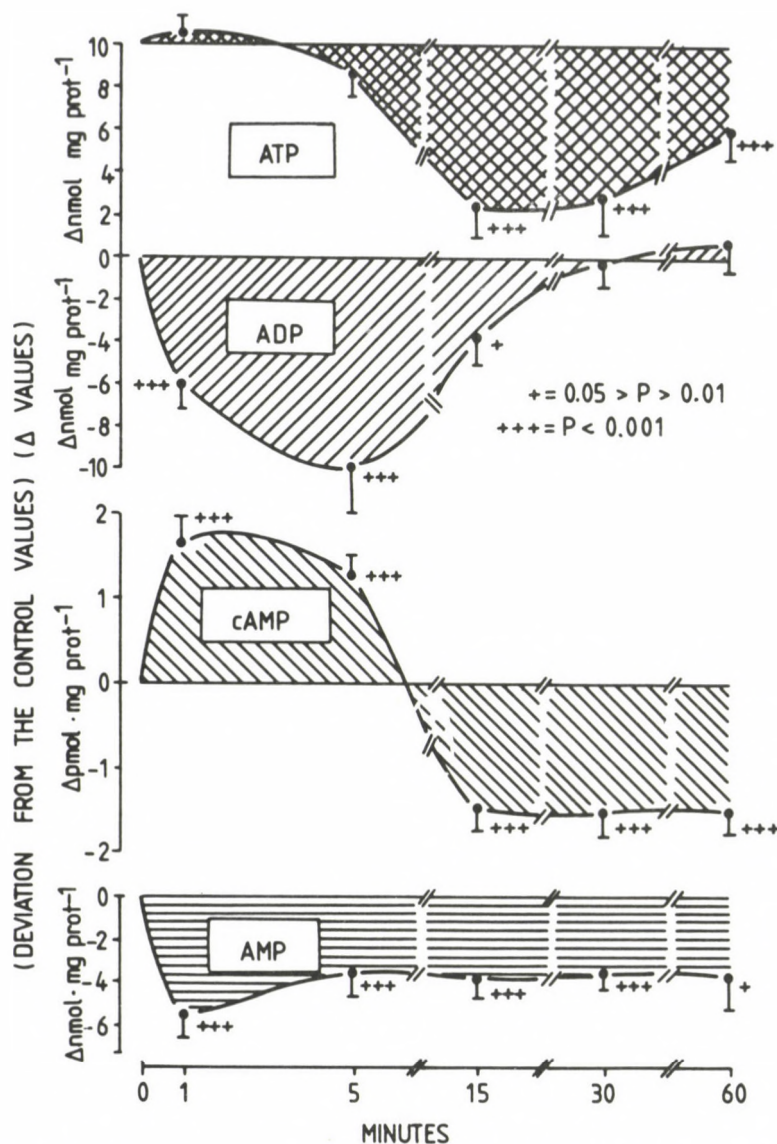 (DEVIATION FROM THE CONTROL VALUES) (Δ VALUES)
Δnmol mg prot⁻¹
10
8
6
4
2
0
ATP
+++
+++
+++
Δnmol mg prot⁻¹
-2
-4
-6
-8
-10
ADP
+++
+++
+
+= 0.05 > P > 0.01
+++= P < 0.001
Δpmol · mg prot⁻¹
2
1
0
-1
-2
cAMP
+++
+++
+++
+++
+++
Δnmol · mg prot⁻¹
0
-2
-4
-6
AMP
+++
+++
+++
+++
+
0 1 5 15 30 60
MINUTES